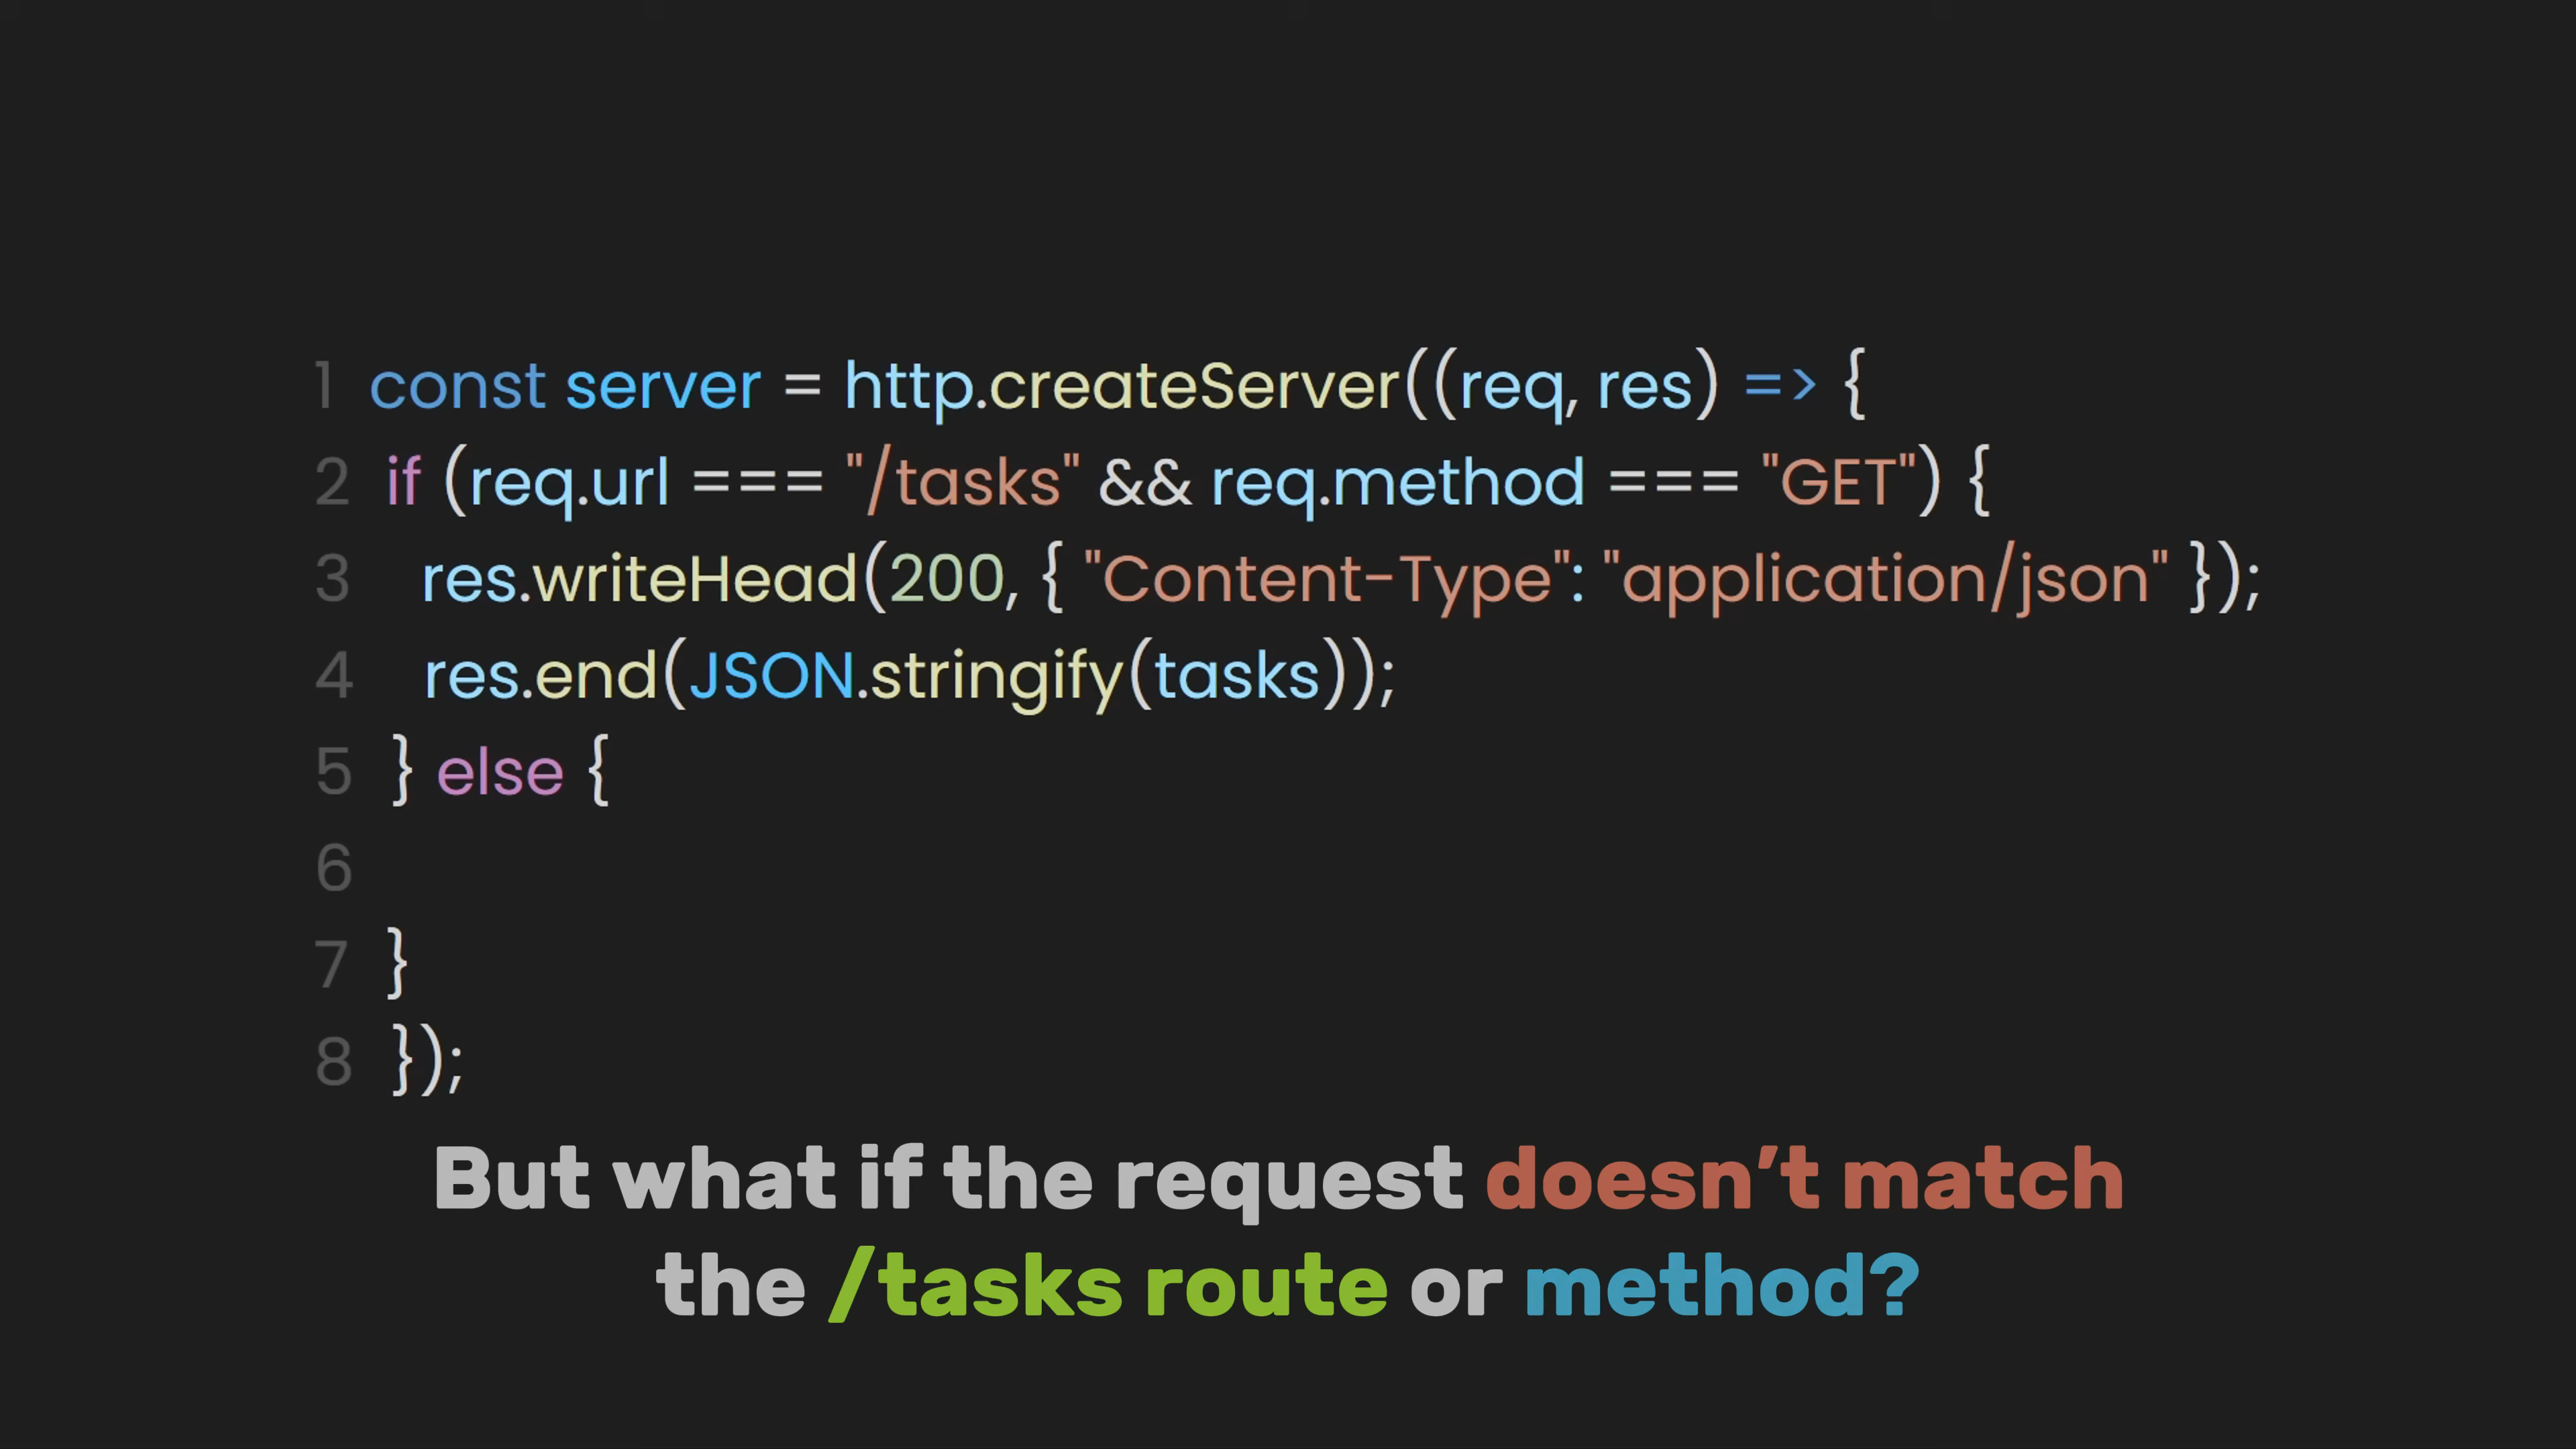 1 const server = http.createServer((req, res) => {
2 if (req.url === "/tasks" && req.method === "GET") {
3 res.writeHead(200, { "Content-Type": "application/json" });
4 res.end(JSON.stringify(tasks));
5 } else {
6
7 }
8 });
But what if the request doesn’t match
the /tasks route or method?